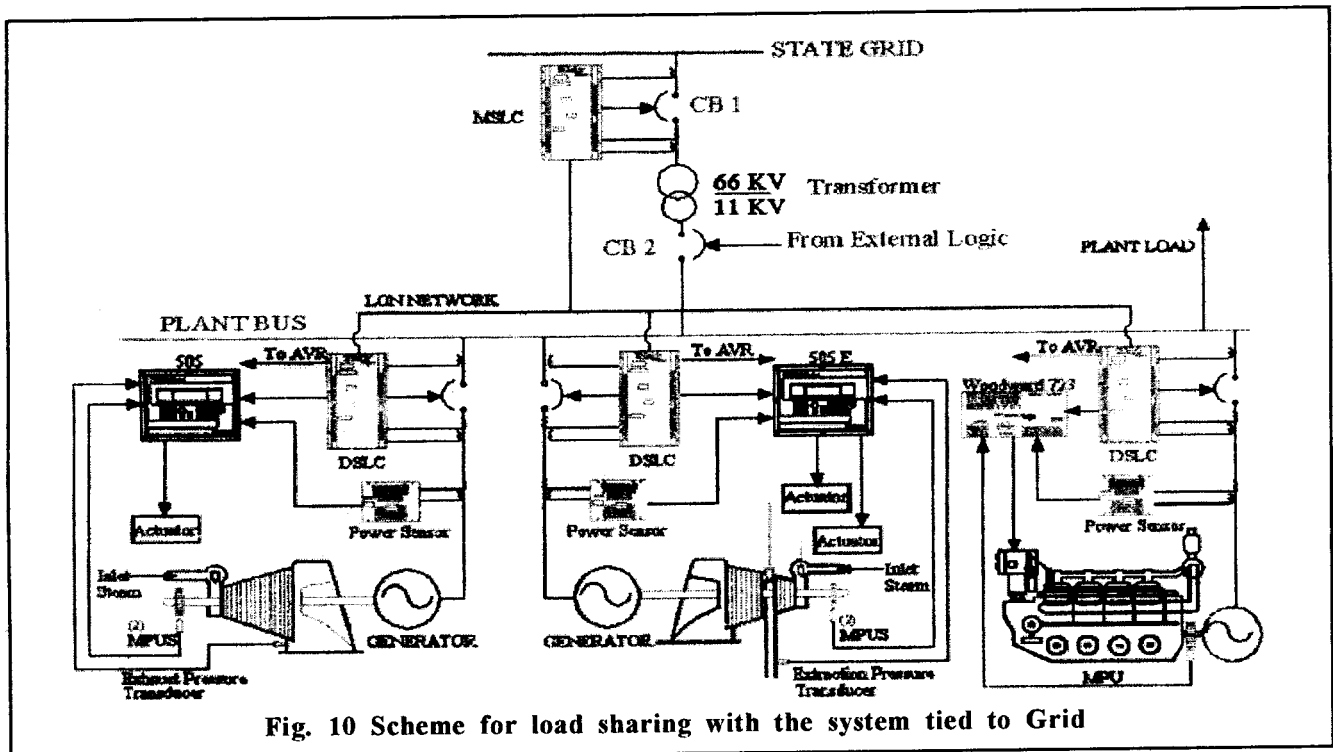 STATE GRID
MSLC
CB 1
66 KV
11 KV
Transformer
CB 2
From External Logic
PLANT LOAD
LON NETWORK
PLANT BUS
505
To AVR
To AVR
505 E
To AVR
Woodward 723
DSLC
DSLC
DSLC
Actuator
Power Sensor
Power Sensor
Actuator
Actuator
Power Sensor
Inlet
Steam
Inlet
Steam
(2)
MPUS
GENERATOR
GENERATOR
(2)
MPUS
Exhaust Pressure
Transducer
Extraction Pressure
Transducer
MPU
Fig. 10 Scheme for load sharing with the system tied to Grid